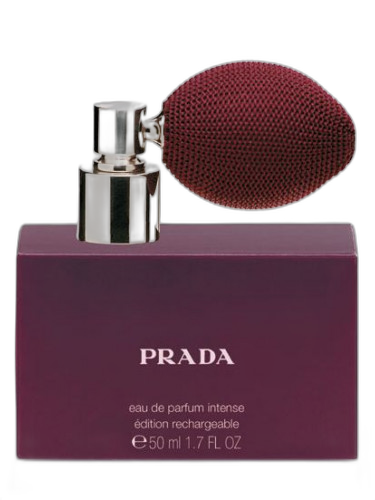 PRADA
eau de parfum intense
édition rechargeable
℮50 ml 1.7 FL OZ